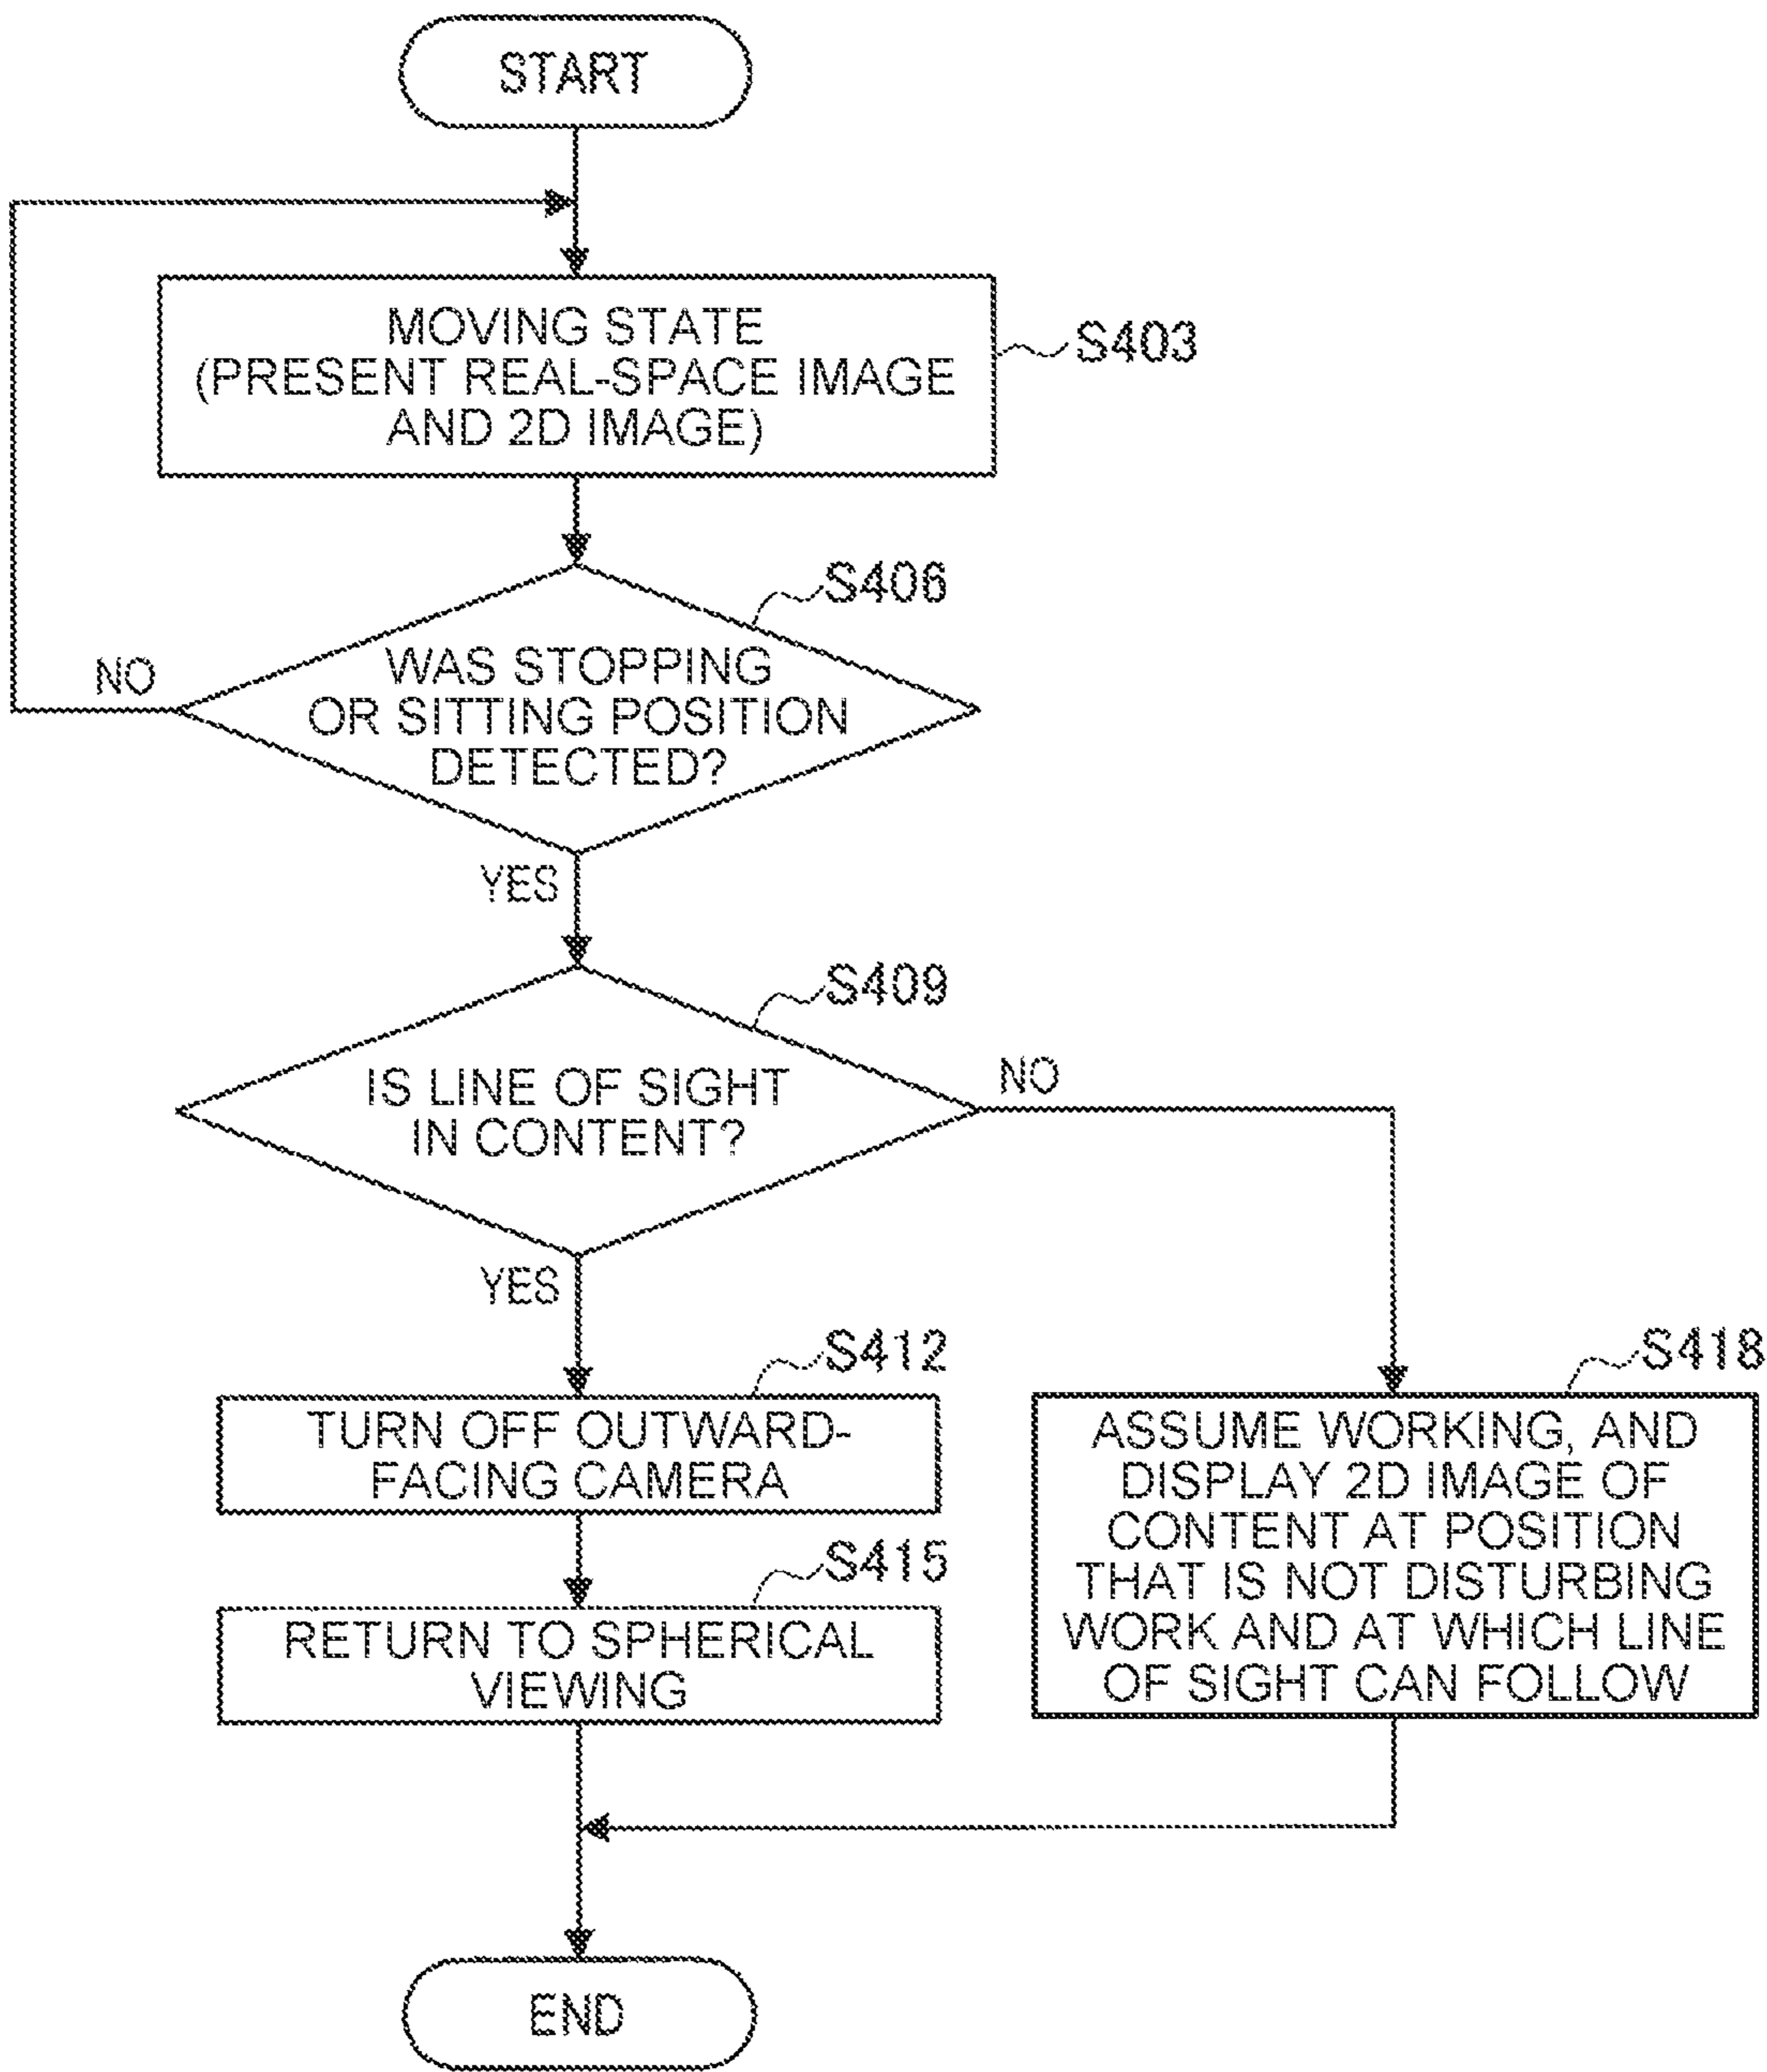 START
MOVING STATE
(PRESENT REAL-SPACE IMAGE
AND 2D IMAGE)
S403
S406
WAS STOPPING
OR SITTING POSITION
DETECTED?
NO
YES
S409
IS LINE OF SIGHT
IN CONTENT?
NO
YES
S412
TURN OFF OUTWARD-
FACING CAMERA
S415
RETURN TO SPHERICAL
VIEWING
S418
ASSUME WORKING, AND
DISPLAY 2D IMAGE OF
CONTENT AT POSITION
THAT IS NOT DISTURBING
WORK AND AT WHICH LINE
OF SIGHT CAN FOLLOW
END